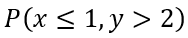 P(x ≤ 1, y > 2)